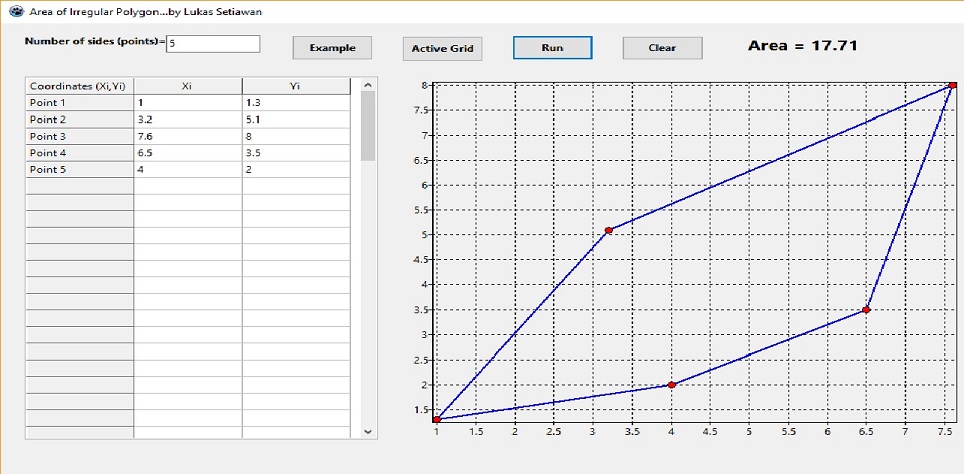 Area of Irregular Polygon...by Lukas Setiawan
Number of sides (points)= 5
Example
Active Grid
Run
Clear
Area = 17.71
Coordinates (Xi,Yi) Xi Yi
Point 1 1 1.3
Point 2 3.2 5.1
Point 3 7.6 8
Point 4 6.5 3.5
Point 5 4 2
8
7.5
7
6.5
6
5.5
5
4.5
4
3.5
3
2.5
2
1.5
1 1.5 2 2.5 3 3.5 4 4.5 5 5.5 6 6.5 7 7.5